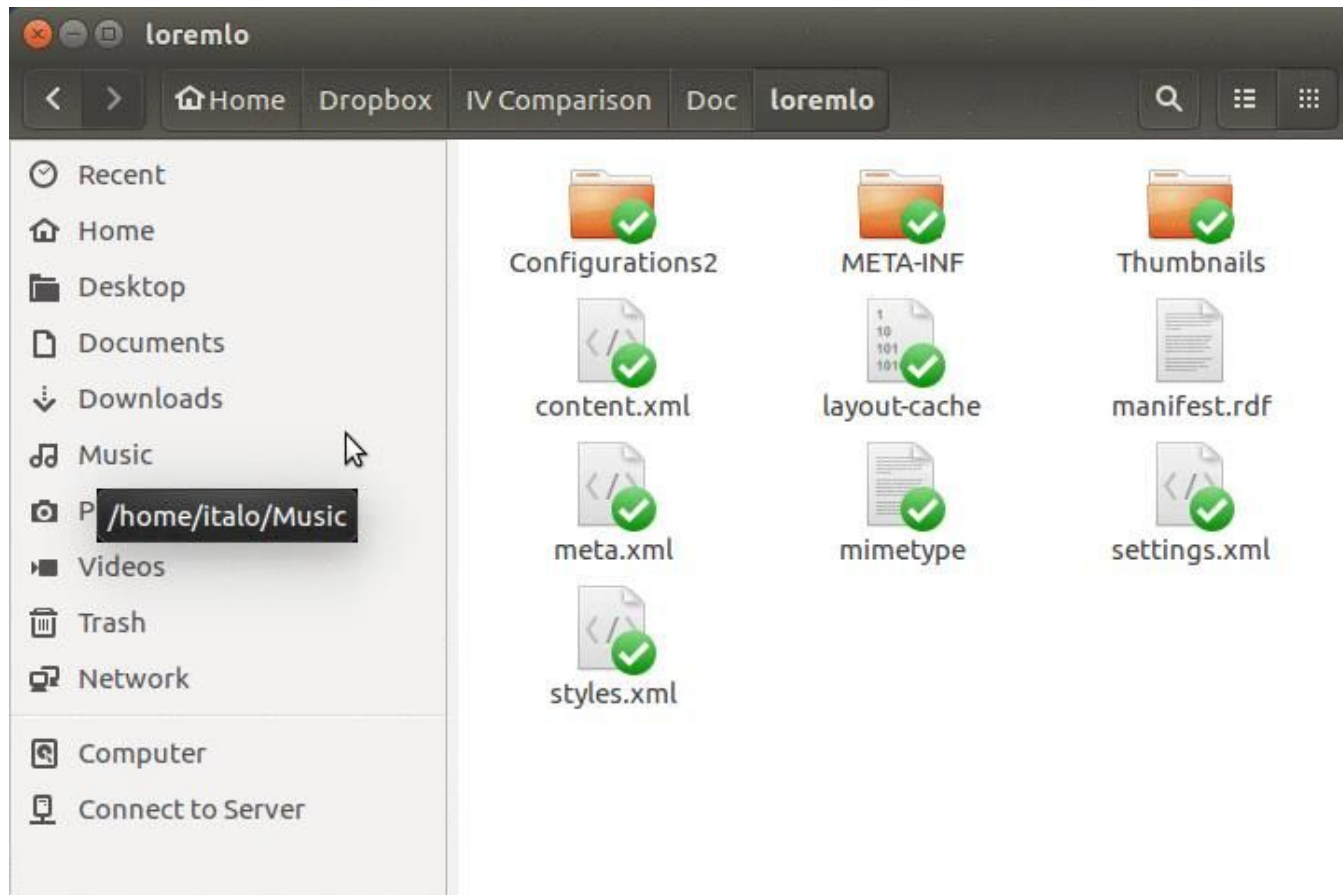 loremlo
Home Dropbox IV Comparison Doc loremlo
Recent
Home
Desktop
Documents
Downloads
Music
P
/home/italo/Music
Videos
Trash
Network
Computer
Connect to Server
Configurations2 META-INF Thumbnails
content.xml layout-cache manifest.rdf
meta.xml mimetype settings.xml
styles.xml